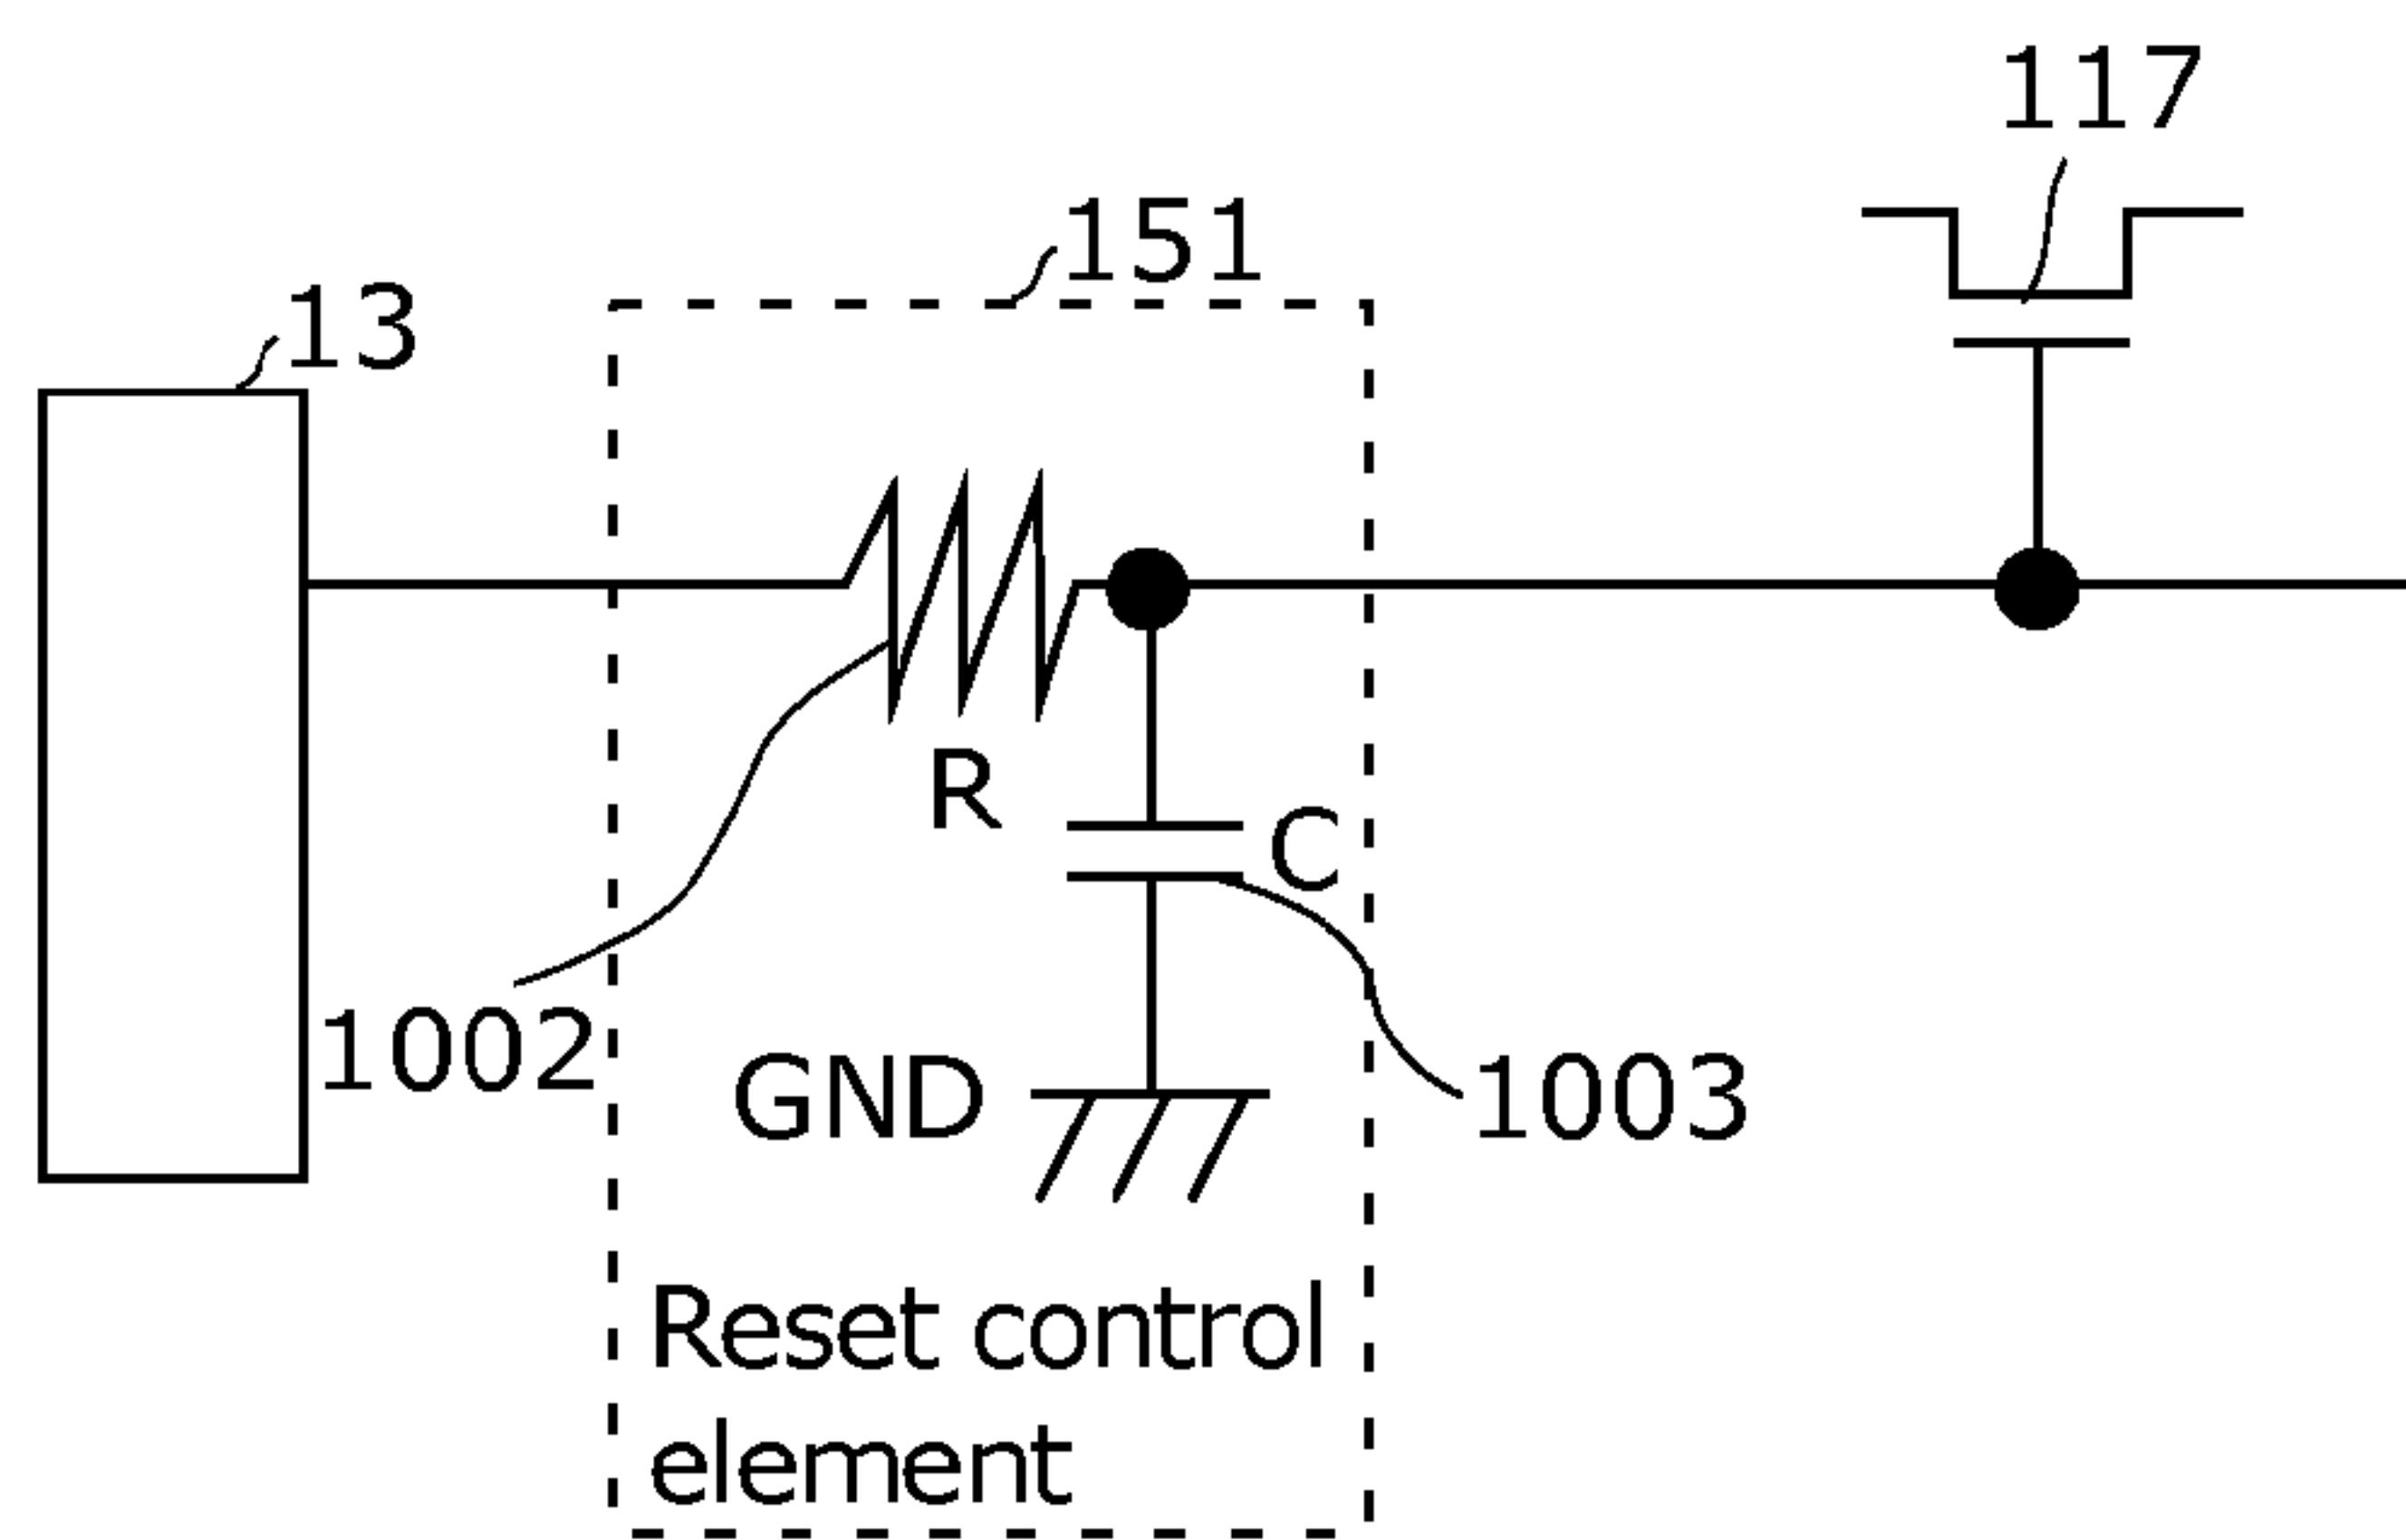 117
151
13
R
C
1002
GND
1003
Reset control
element